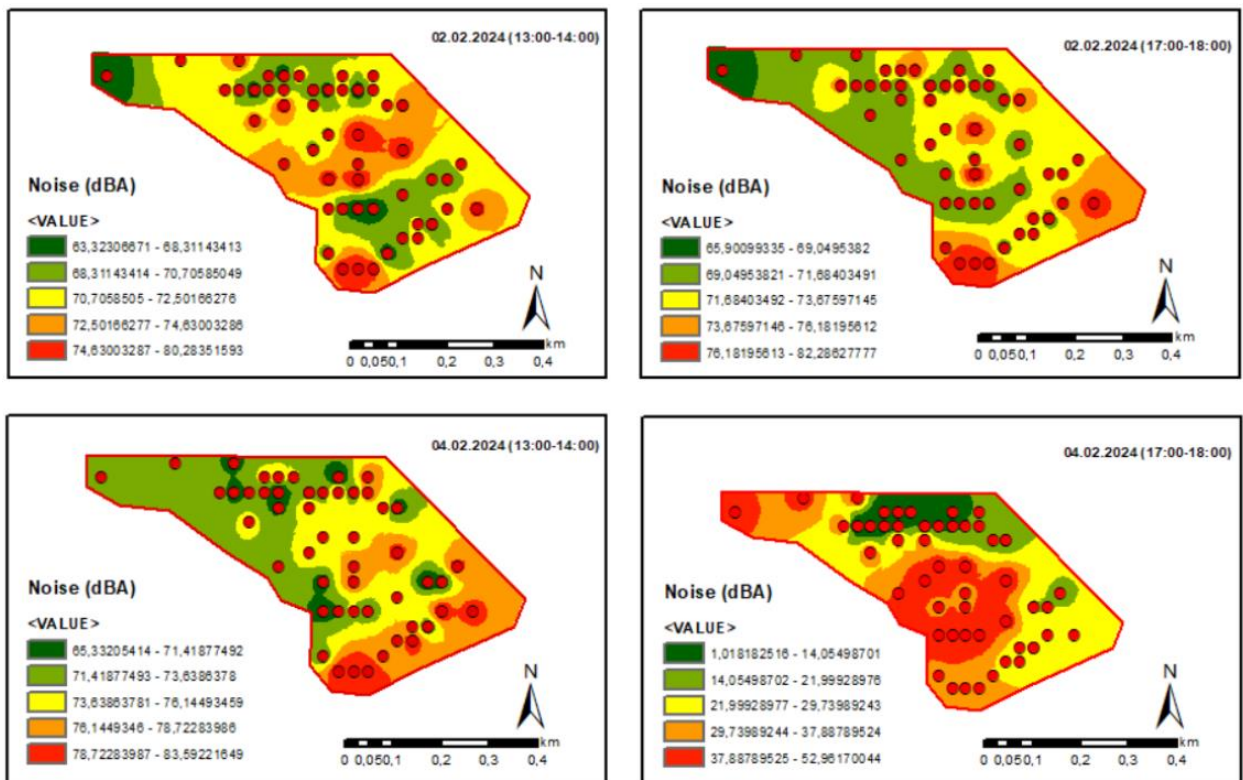 02.02.2024 (13:00-14:00)
Noise (dBA)
<VALUE>
63,32306671 - 68,31143413
68,31143414 - 70,70585049
70,7058505 - 72,50166276
72,50166277 - 74,63003286
74,63003287 - 80,28351593
N
km
0 0,050,1 0,2 0,3 0,4
02.02.2024 (17:00-18:00)
Noise (dBA)
<VALUE>
65,90099335 - 69,0495382
69,04953821 - 71,68403491
71,68403492 - 73,67597145
73,67597146 - 76,18195612
76,18195613 - 82,28627777
N
km
0 0,050,1 0,2 0,3 0,4
04.02.2024 (13:00-14:00)
Noise (dBA)
<VALUE>
65,33205414 - 71,41877492
71,41877493 - 73,6386378
73,63863781 - 76,14493459
76,1449346 - 78,72283986
78,72283987 - 83,59221649
N
km
0 0,050,1 0,2 0,3 0,4
04.02.2024 (17:00-18:00)
Noise (dBA)
<VALUE>
1,018182516 - 14,05498701
14,05498702 - 21,99928976
21,99928977 - 29,73989243
29,73989244 - 37,88789524
37,88789525 - 52,96170044
N
km
0 0,050,1 0,2 0,3 0,4